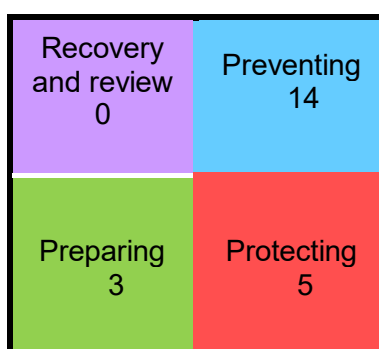 Recovery
and review
0
Preventing
14
Preparing
3
Protecting
5